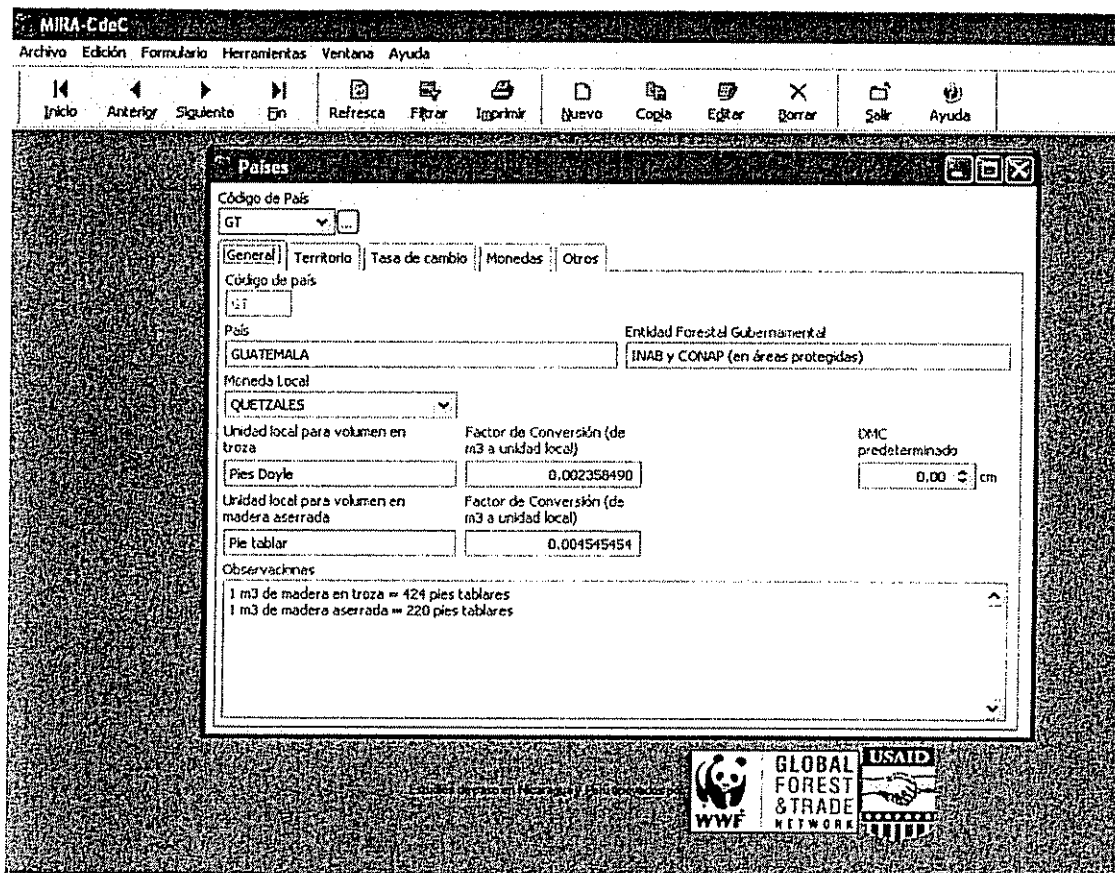 MIRA-CdeC
Archivo Edición Formulario Herramientas Ventana Ayuda
Inicio Anterior Siguiente Fin Refresca Filtrar Imprimir Nuevo Copia Editar Borrar Salir Ayuda
Países
Código de País
GT ...
General Territorio Tasa de cambio Monedas Otros
Código de país
GT
País Entidad Forestal Gubernamental
GUATEMALA INAB y CONAP (en áreas protegidas)
Moneda Local
QUETZALES
Unidad local para volumen en Factor de Conversión (de DMC
troza m3 a unidad local) predeterminado
Pies Doyle 0.002358490 0.00 cm
Unidad local para volumen en Factor de Conversión (de
madera aserrada m3 a unidad local)
Pie tablar 0.004545454
Observaciones
1 m3 de madera en troza = 424 pies tablares
1 m3 de madera aserrada = 220 pies tablares
WWF
GLOBAL
FOREST
& TRADE
NETWORK
USAID